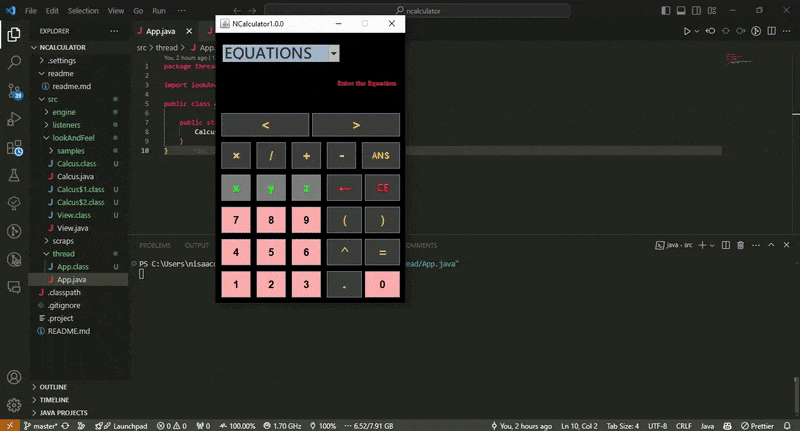 File Edit Selection View Go
ncalculator
NCalculator1.0.0
EXPLORER
App.java
NCALCULATOR
.settings
readme
readme.md
src
engine
listeners
lookAndFeel
samples
Calcus.class U
Calcus.java
Calcus$1.class U
Calcus$2.class U
View.class U
View.java
scraps
thread
App.class U
App.java
.classpath
.gitignore
.project
README.md
OUTLINE
TIMELINE
JAVA PROJECTS
src > thread > App.
You, 2 hours ago
1 package threa
2
3 import lookAnd
4
5 public class A
6
7 public st
8 Calcus
9 }
10 }
EQUATIONS
Enter the Equation
< >
× / + - ANS
x y z ← CE
7 8 9 ( )
4 5 6 ^ =
1 2 3 . 0
PROBLEMS OUTPUT COMMENTS
java - src
PS C:\Users\nisaac read/App.java"
master* Launchpad 0 0 0 100.00% 1.70 GHz 100% 6.52/7.91 GB You, 2 hours ago Ln 10, Col 2 Tab Size: 4 UTF-8 CRLF Java Prettier